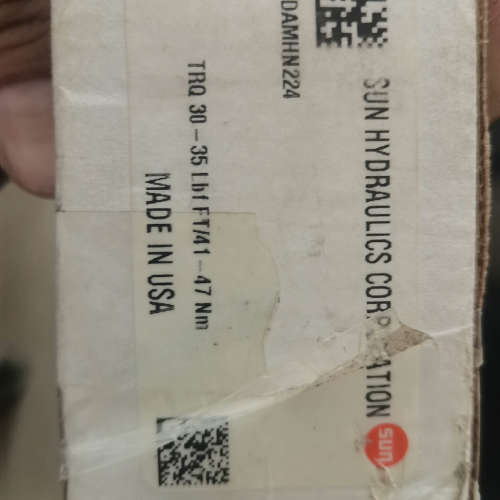 SUN HYDRAULICS CORPORATION
sun
DAMHN224
TRQ 30 - 35 Lbf FT/41 - 47 Nm
MADE IN USA